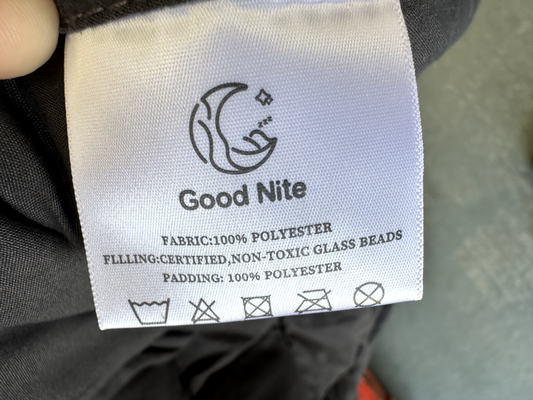 Good Nite
FABRIC:100% POLYESTER
FLLLING:CERTIFIED,NON-TOXIC GLASS BEADS
PADDING: 100% POLYESTER